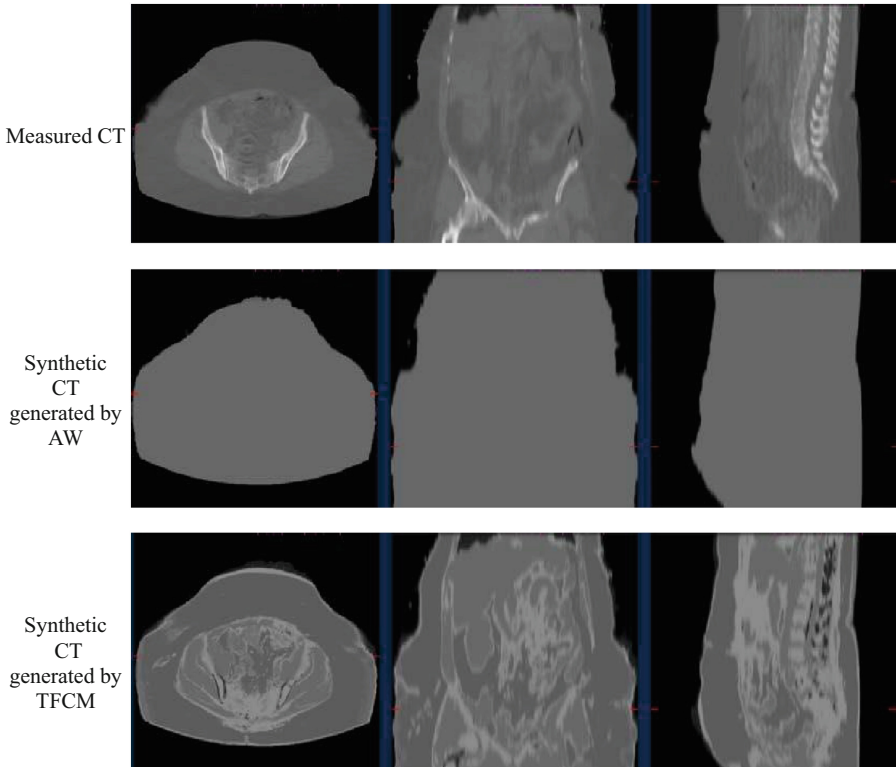 Measured CT
Synthetic
CT
generated by
AW
Synthetic
CT
generated by
TFCM